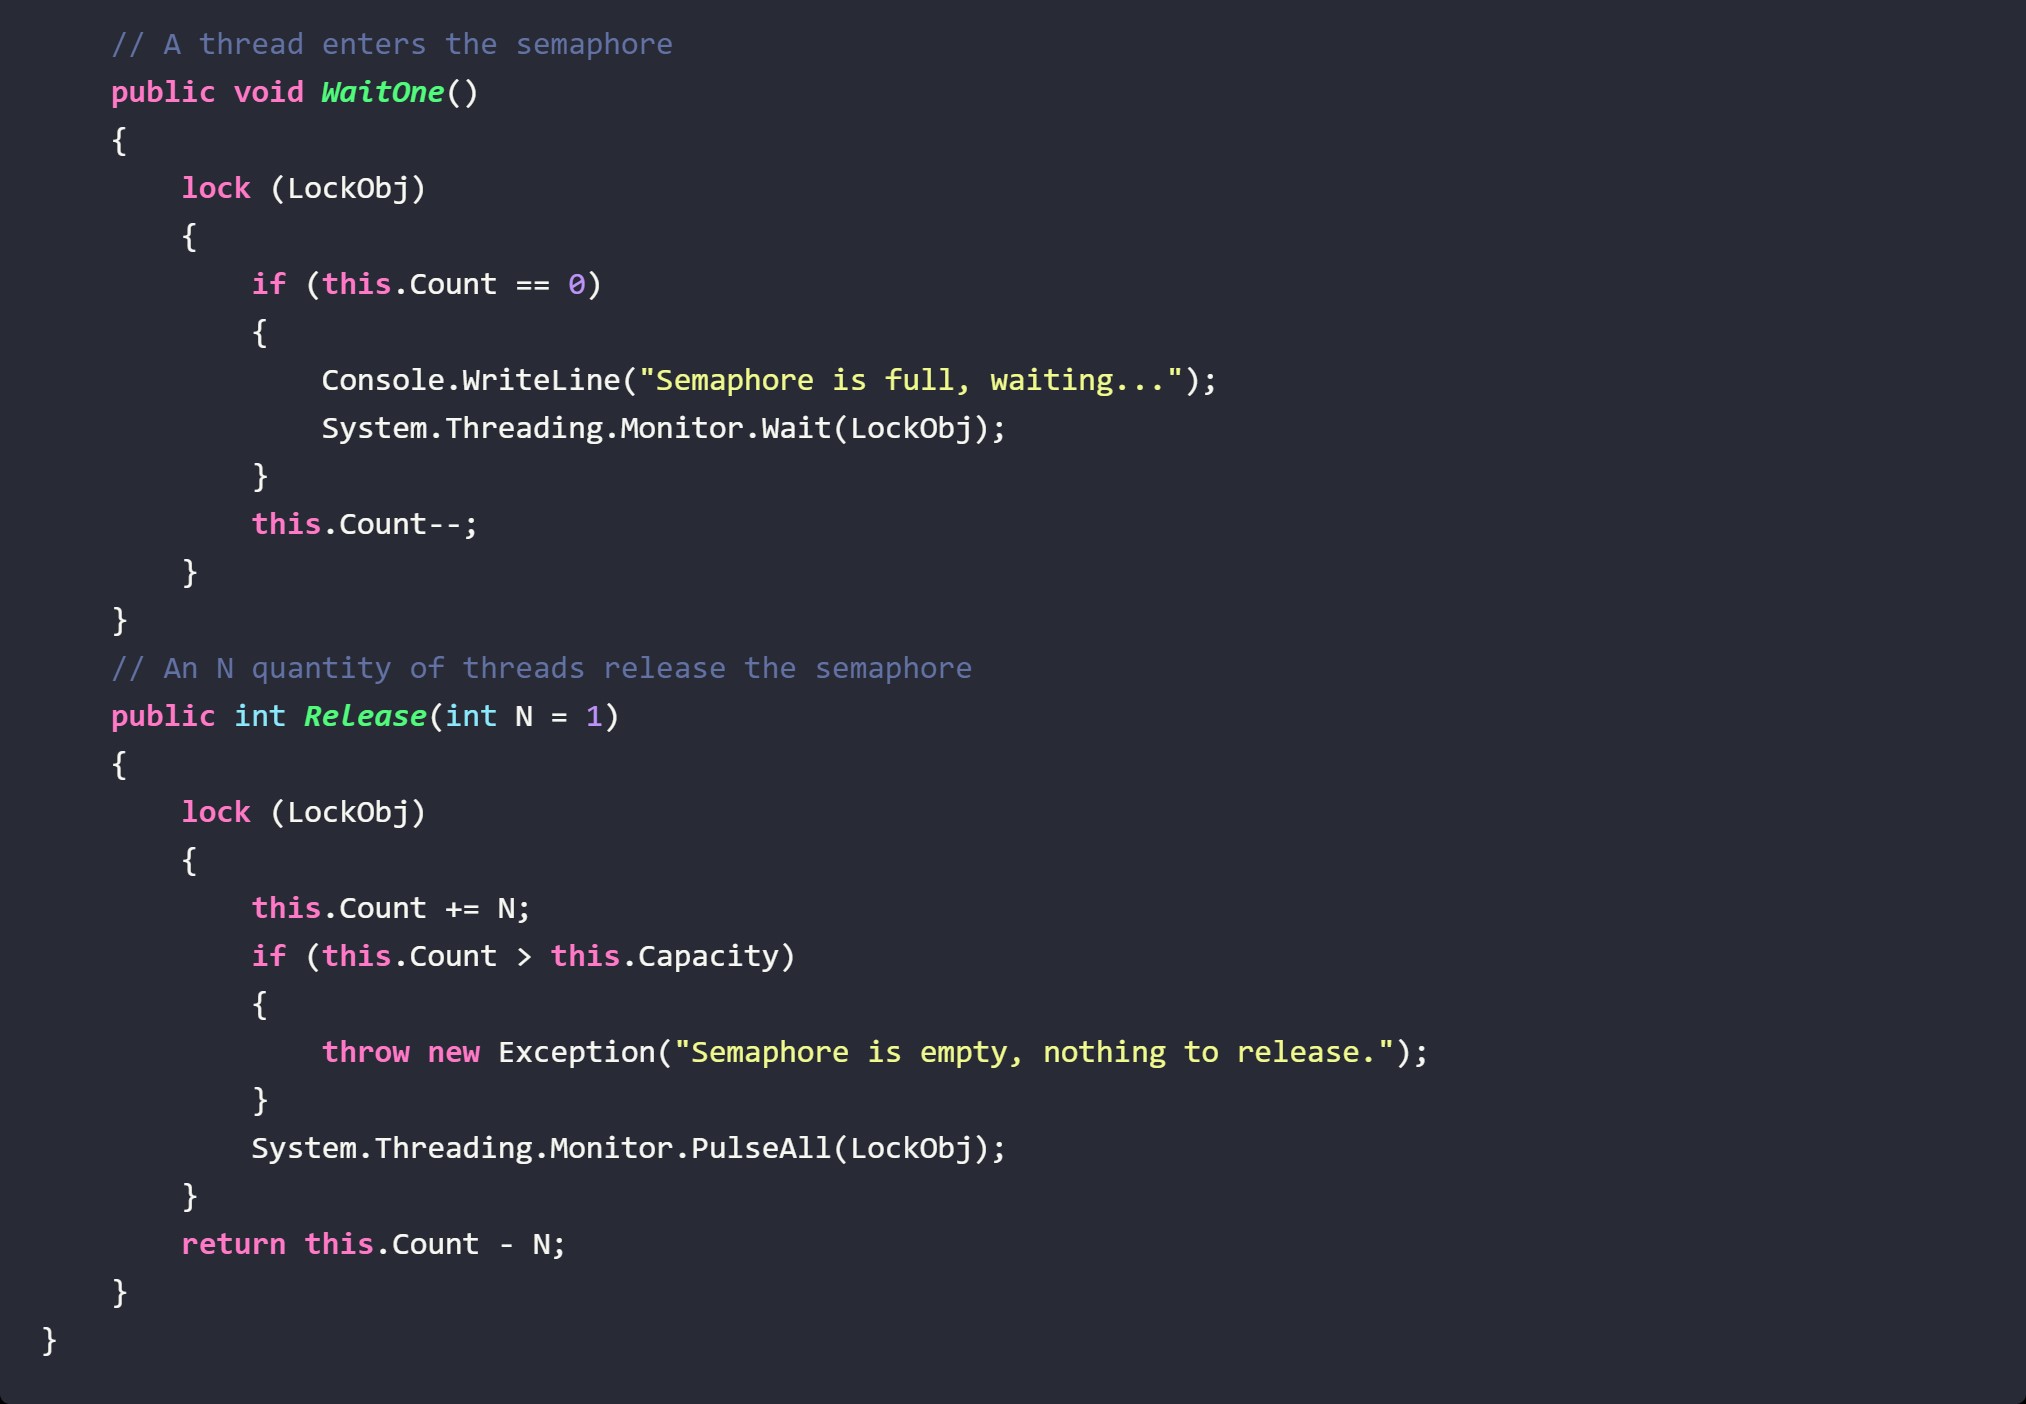 // A thread enters the semaphore
public void WaitOne()
{
lock (LockObj)
{
if (this.Count == 0)
{
Console.WriteLine("Semaphore is full, waiting...");
System.Threading.Monitor.Wait(LockObj);
}
this.Count--;
}
}
// An N quantity of threads release the semaphore
public int Release(int N = 1)
{
lock (LockObj)
{
this.Count += N;
if (this.Count > this.Capacity)
{
throw new Exception("Semaphore is empty, nothing to release.");
}
System.Threading.Monitor.PulseAll(LockObj);
}
return this.Count - N;
}
}